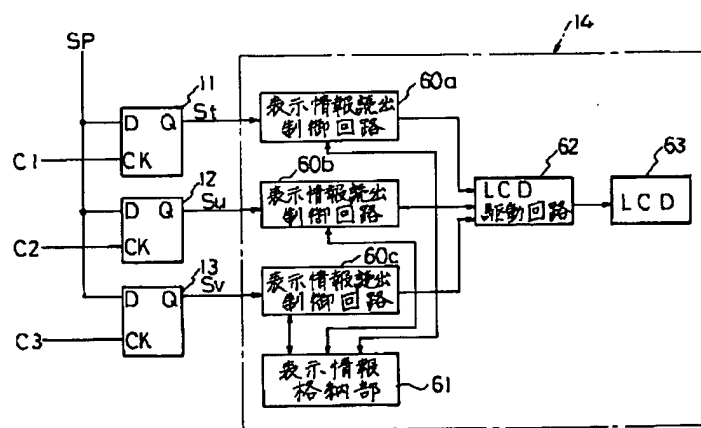 SP
14
11
D Q
St
CK
C1
表示情報読出
制御回路
60a
12
D Q
Su
CK
C2
60b
表示情報読出
制御回路
62
LCD
駆動回路
63
LCD
13
D Q
Sv
CK
C3
60c
表示情報読出
制御回路
表示情報
格納部
61